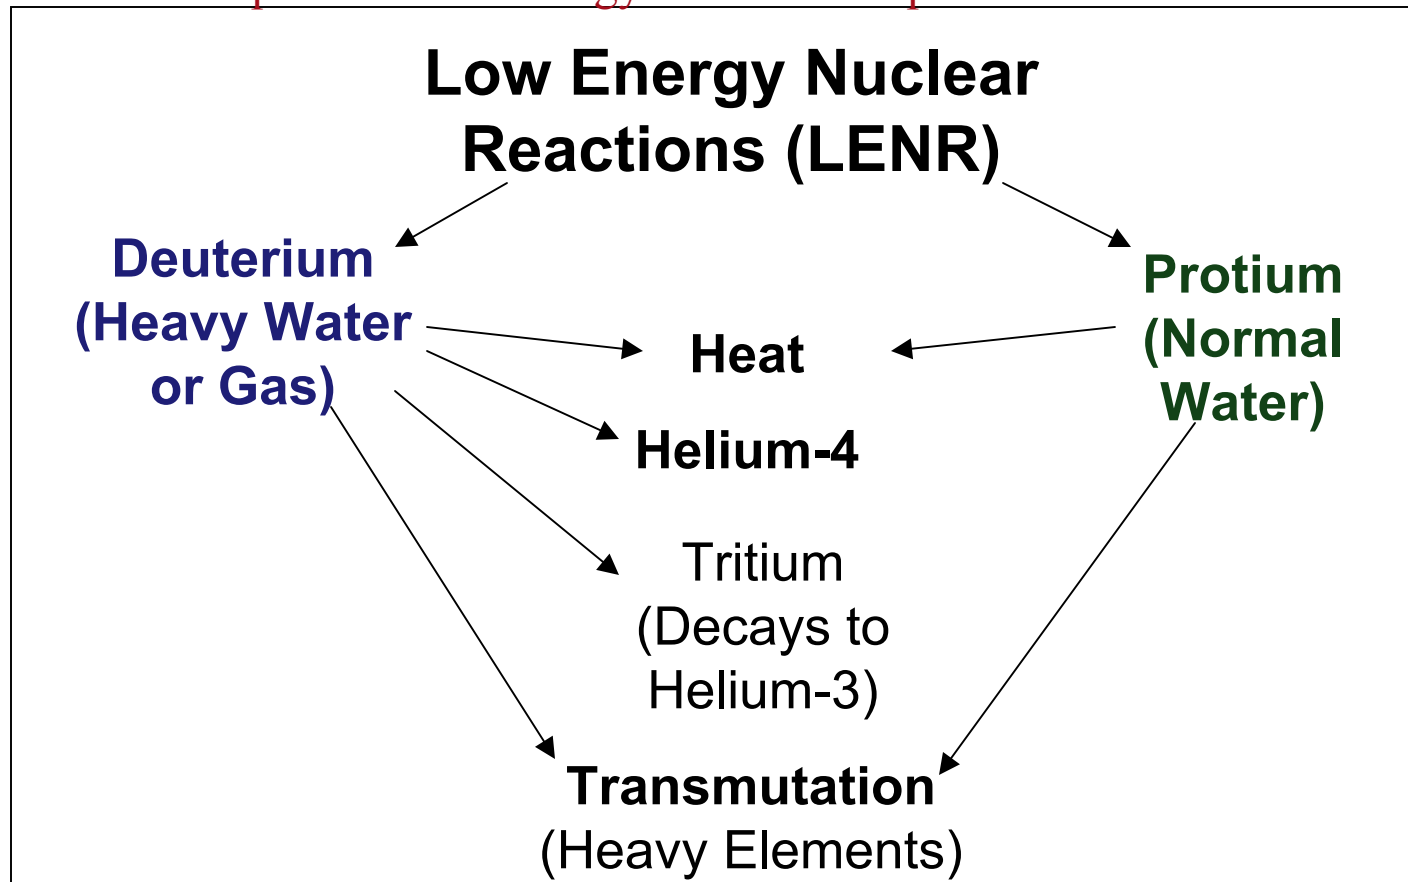 Low Energy Nuclear
Reactions (LENR)
Deuterium
(Heavy Water
or Gas)
Protium
(Normal
Water)
Heat
Helium-4
Tritium
(Decays to
Helium-3)
Transmutation
(Heavy Elements)